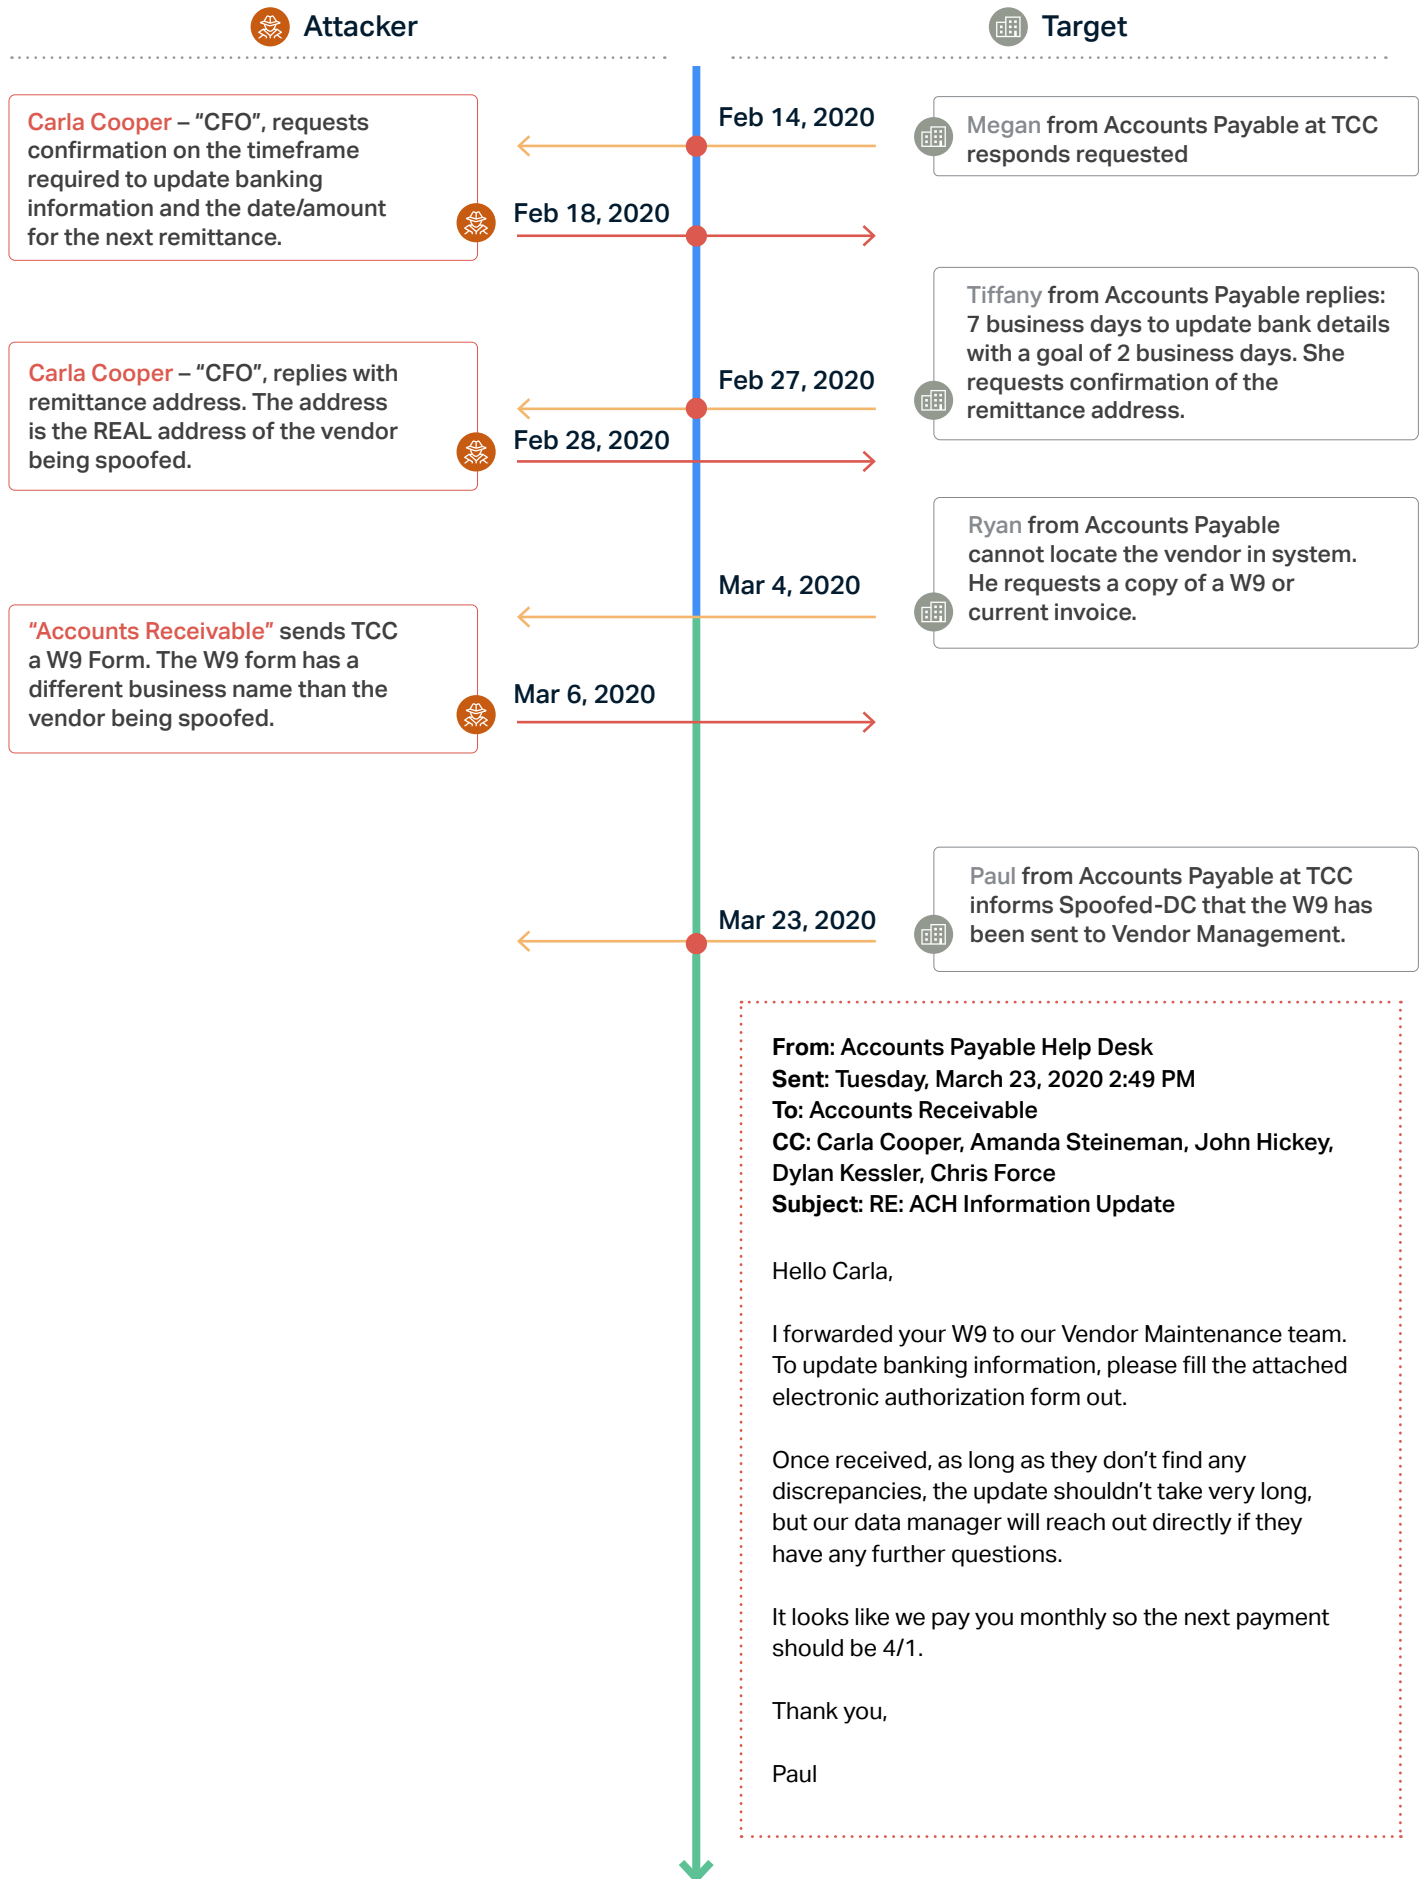 Attacker
Target
Feb 14, 2020
Megan from Accounts Payable at TCC
responds requested
Carla Cooper – “CFO”, requests
confirmation on the timeframe
required to update banking
information and the date/amount
for the next remittance.
Feb 18, 2020
Tiffany from Accounts Payable replies:
7 business days to update bank details
with a goal of 2 business days. She
requests confirmation of the
remittance address.
Feb 27, 2020
Carla Cooper – “CFO”, replies with
remittance address. The address
is the REAL address of the vendor
being spoofed.
Feb 28, 2020
Ryan from Accounts Payable
cannot locate the vendor in system.
He requests a copy of a W9 or
current invoice.
Mar 4, 2020
“Accounts Receivable” sends TCC
a W9 Form. The W9 form has a
different business name than the
vendor being spoofed.
Mar 6, 2020
Paul from Accounts Payable at TCC
informs Spoofed-DC that the W9 has
been sent to Vendor Management.
Mar 23, 2020
From: Accounts Payable Help Desk
Sent: Tuesday, March 23, 2020 2:49 PM
To: Accounts Receivable
CC: Carla Cooper, Amanda Steineman, John Hickey,
Dylan Kessler, Chris Force
Subject: RE: ACH Information Update
Hello Carla,
I forwarded your W9 to our Vendor Maintenance team.
To update banking information, please fill the attached
electronic authorization form out.
Once received, as long as they don’t find any
discrepancies, the update shouldn’t take very long,
but our data manager will reach out directly if they
have any further questions.
It looks like we pay you monthly so the next payment
should be 4/1.
Thank you,
Paul